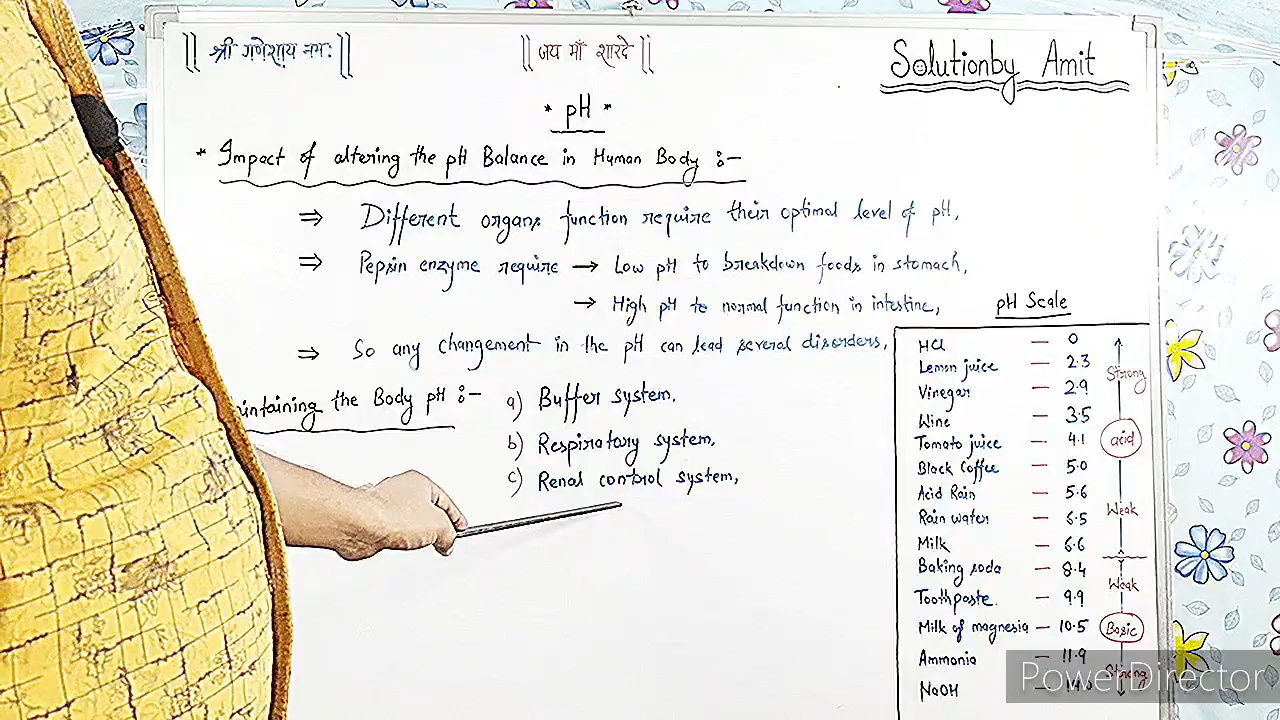 || श्री गणेशाय नमः ||
|| जय माँ शारदे ||
Solutionby Amit
* pH *
* Impact of altering the pH Balance in Human Body :-
⇒ Different organs function require their optimal level of pH,
⇒ Pepsin enzyme require → Low pH to breakdown foods in stomach,
→ High pH to normal function in intestine,
⇒ So any changement in the pH can lead several disorders,
intaining the Body pH :-
a) Buffer system,
b) Respiratory system,
c) Renal control system,
pH Scale
HCl — 0
Lemon juice — 2.3
Vinegar — 2.9
Wine — 3.5
Tomato juice — 4.1
Black Coffee — 5.0
Acid Rain — 5.6
Rain water — 6.5
Milk — 6.6
Baking soda — 8.4
Toothpaste — 9.9
Milk of magnesia — 10.5
Ammonia — 11.9
NaOH —
Strong
acid
Weak
Weak
Basic
Strong
PowerDirector